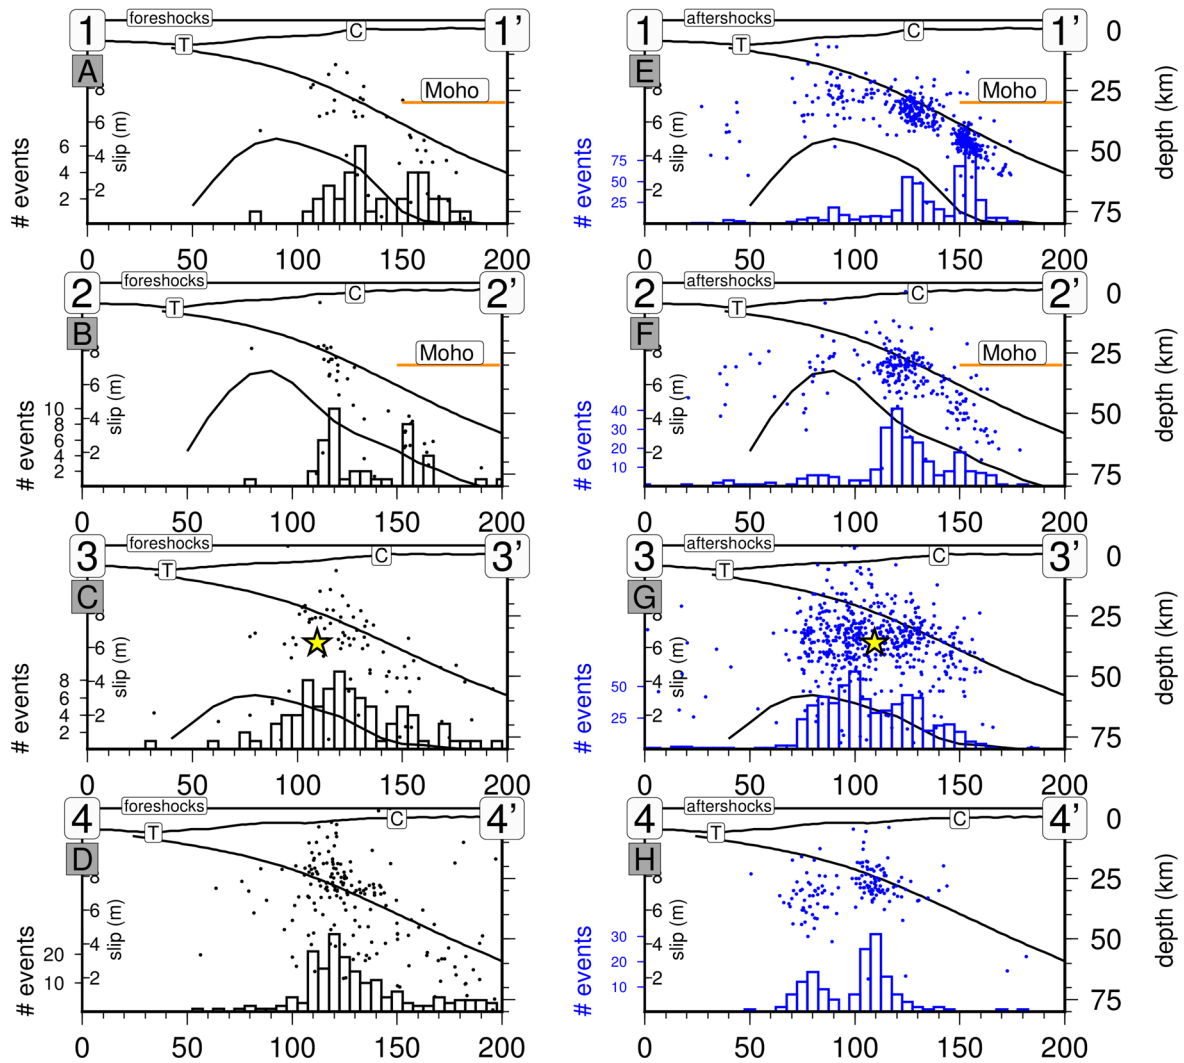 1 foreshocks 1'
T C
A
Moho
8
6
4
2
slip (m)
# events
6
4
2
0 50 100 150 200
1 aftershocks 1'
T C
E
Moho
8
6
4
2
slip (m)
# events
75
50
25
0
25
50
75
depth (km)
0 50 100 150 200
2 foreshocks 2'
T C
B
Moho
8
6
4
2
slip (m)
# events
10
8
6
4
2
0 50 100 150 200
2 aftershocks 2'
T C
F
Moho
8
6
4
2
slip (m)
# events
40
30
20
10
0
25
50
75
depth (km)
0 50 100 150 200
3 foreshocks 3'
T C
C
8
6
4
2
slip (m)
# events
8
6
4
2
0 50 100 150 200
3 aftershocks 3'
T C
G
8
6
4
2
slip (m)
# events
50
25
0
25
50
75
depth (km)
0 50 100 150 200
4 foreshocks 4'
T C
D
8
6
4
2
slip (m)
# events
20
10
0 50 100 150 200
4 aftershocks 4'
T C
H
8
6
4
2
slip (m)
# events
30
20
10
0
25
50
75
depth (km)
0 50 100 150 200